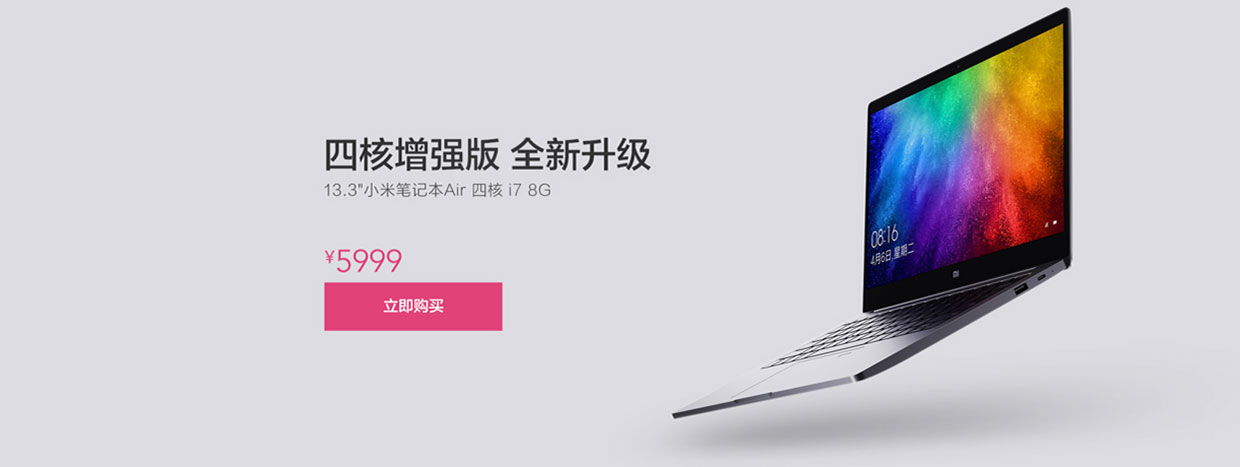 四核增强版 全新升级
13.3"小米笔记本Air 四核 i7 8G
¥5999
立即购买
08:16
4月6日 星期二
mi